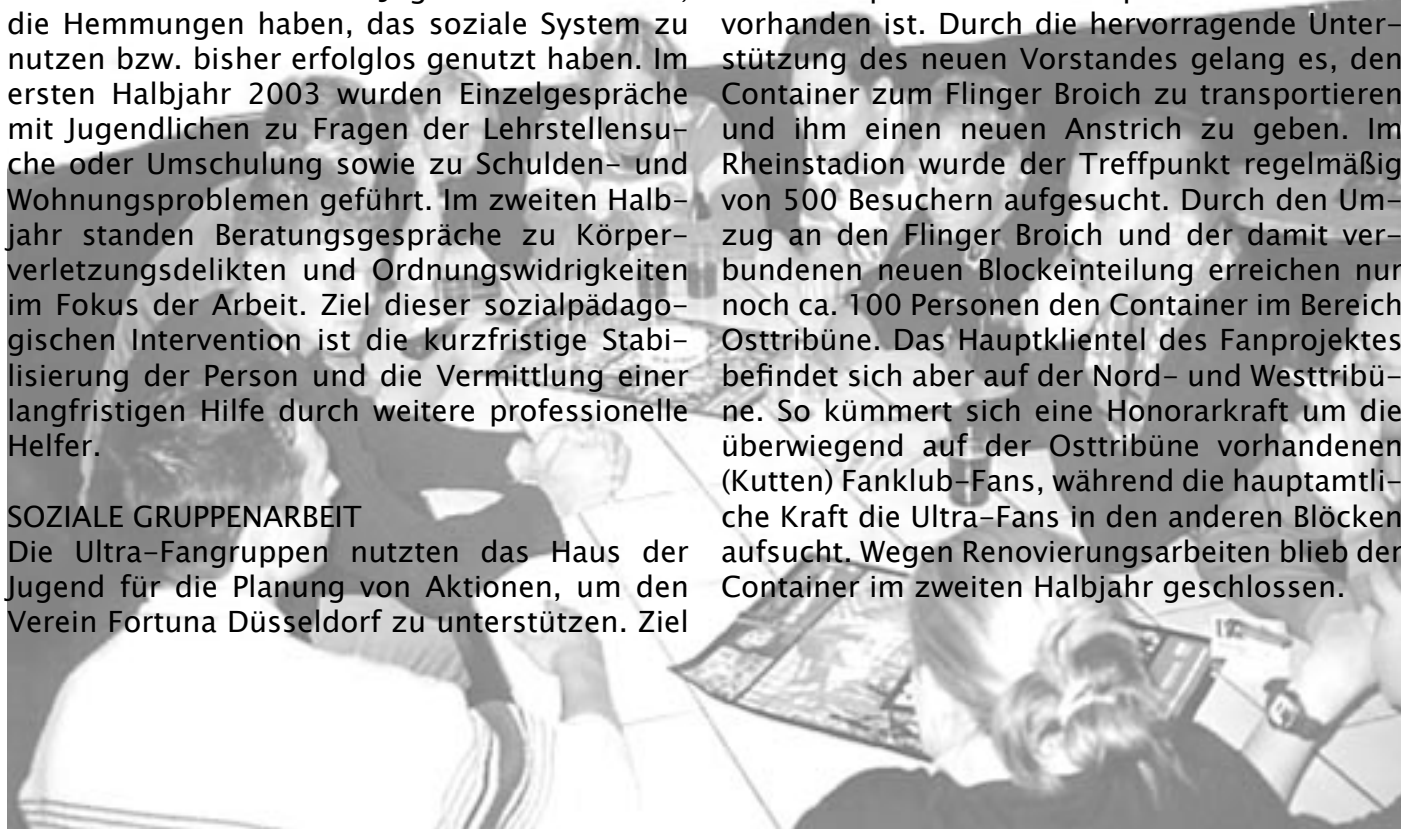 die Hemmungen haben, das soziale System zu
nutzen bzw. bisher erfolglos genutzt haben. Im
ersten Halbjahr 2003 wurden Einzelgespräche
mit Jugendlichen zu Fragen der Lehrstellensu-
che oder Umschulung sowie zu Schulden- und
Wohnungsproblemen geführt. Im zweiten Halb-
jahr standen Beratungsgespräche zu Körper-
verletzungsdelikten und Ordnungswidrigkeiten
im Fokus der Arbeit. Ziel dieser sozialpädago-
gischen Intervention ist die kurzfristige Stabi-
lisierung der Person und die Vermittlung einer
langfristigen Hilfe durch weitere professionelle
Helfer.
SOZIALE GRUPPENARBEIT
Die Ultra-Fangruppen nutzten das Haus der
Jugend für die Planung von Aktionen, um den
Verein Fortuna Düsseldorf zu unterstützen. Ziel
vorhanden ist. Durch die hervorragende Unter-
stützung des neuen Vorstandes gelang es, den
Container zum Flinger Broich zu transportieren
und ihm einen neuen Anstrich zu geben. Im
Rheinstadion wurde der Treffpunkt regelmäßig
von 500 Besuchern aufgesucht. Durch den Um-
zug an den Flinger Broich und der damit ver-
bundenen neuen Blockeinteilung erreichen nur
noch ca. 100 Personen den Container im Bereich
Osttribüne. Das Hauptklientel des Fanprojektes
befindet sich aber auf der Nord- und Westtribü-
ne. So kümmert sich eine Honorarkraft um die
überwiegend auf der Osttribüne vorhandenen
(Kutten) Fanklub-Fans, während die hauptamtli-
che Kraft die Ultra-Fans in den anderen Blöcken
aufsucht. Wegen Renovierungsarbeiten blieb der
Container im zweiten Halbjahr geschlossen.